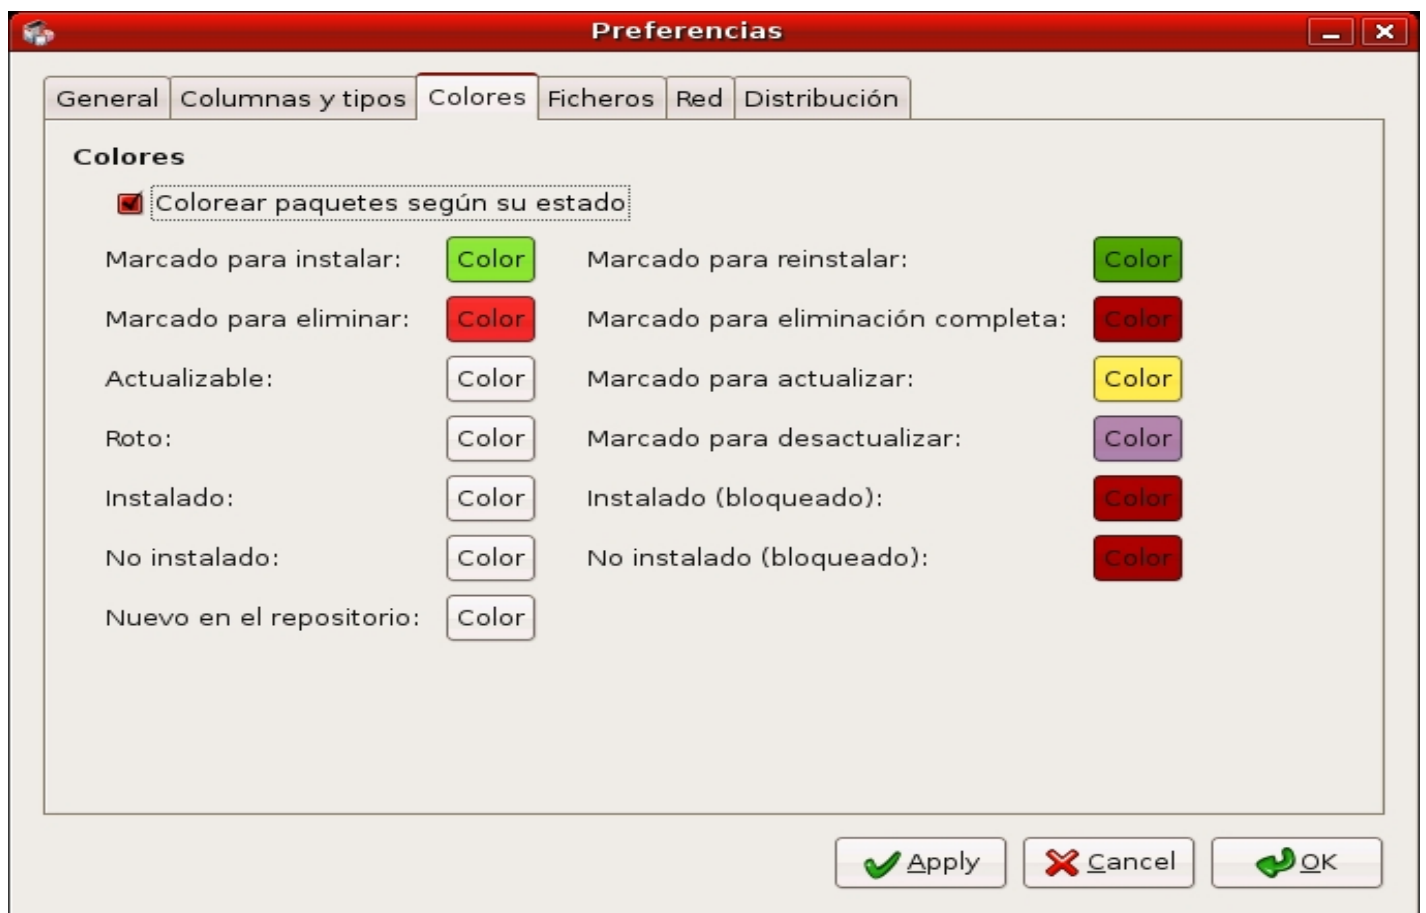 Preferencias
General Columnas y tipos Colores Ficheros Red Distribución
Colores
Colorear paquetes según su estado
Marcado para instalar: Color Marcado para reinstalar: Color
Marcado para eliminar: Color Marcado para eliminación completa: Color
Actualizable: Color Marcado para actualizar: Color
Roto: Color Marcado para desactualizar: Color
Instalado: Color Instalado (bloqueado): Color
No instalado: Color No instalado (bloqueado): Color
Nuevo en el repositorio: Color
Apply Cancel OK